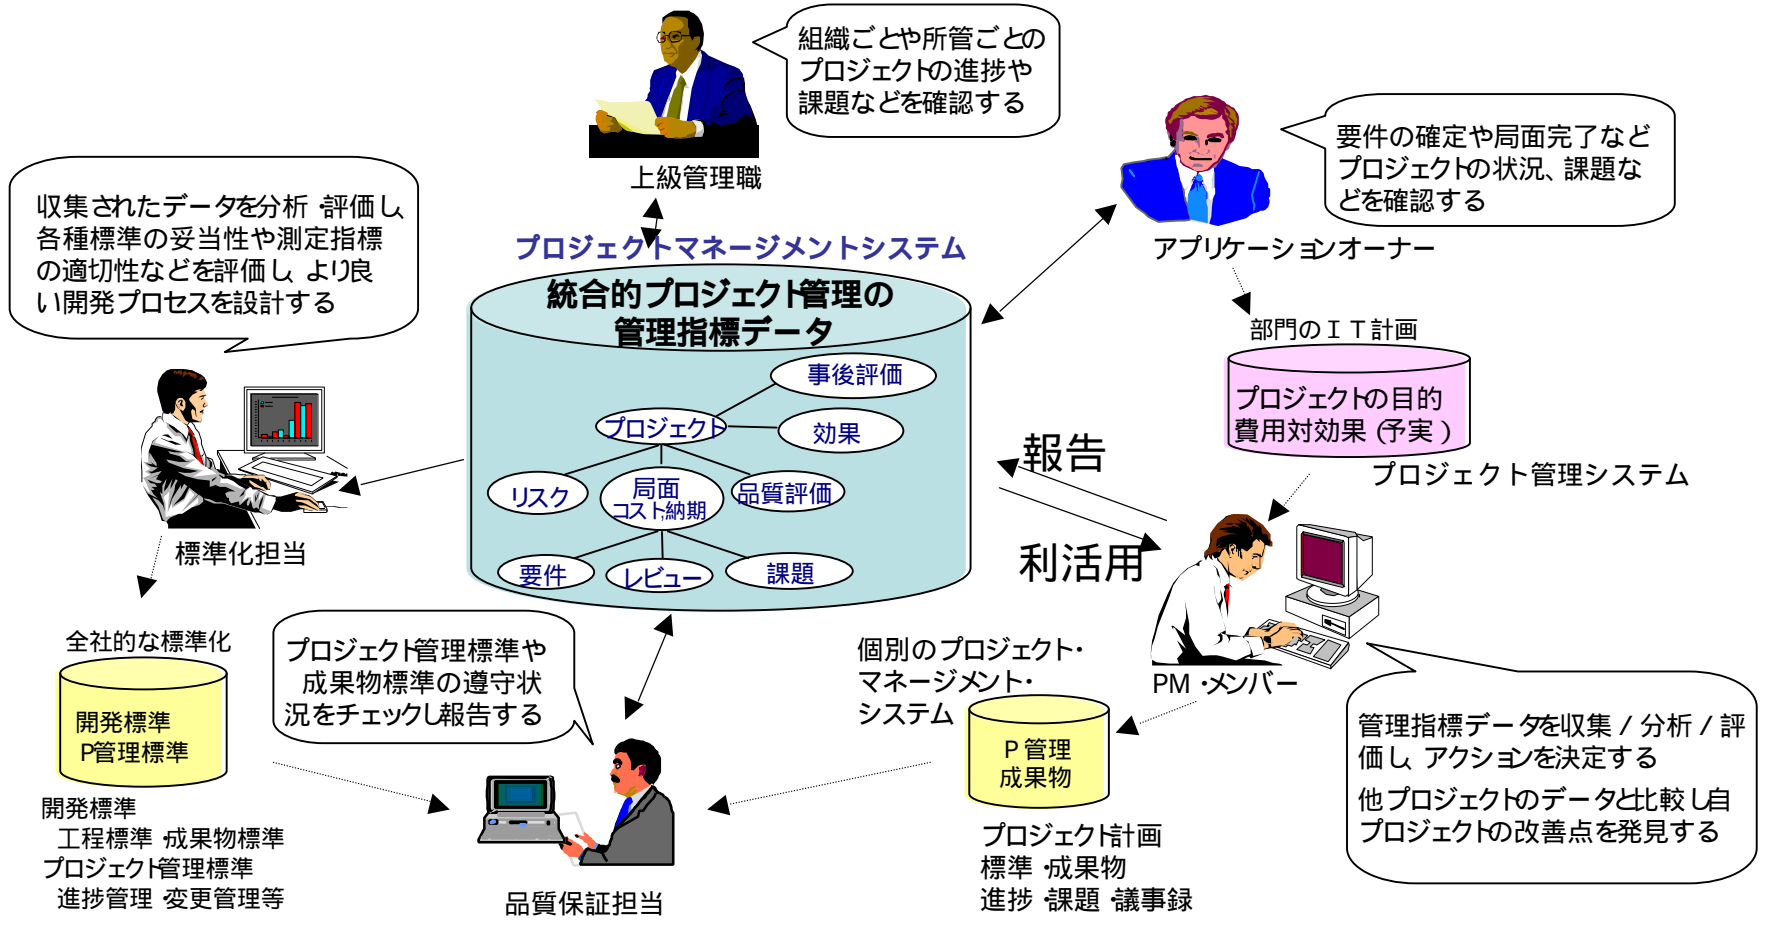 組織ごとや所管ごとの
プロジェクトの進捗や
課題などを確認する
上級管理職
要件の確定や局面完了など
プロジェクトの状況、課題な
どを確認する
アプリケーションオーナー
収集されたデータを分析・評価し、
各種標準の妥当性や測定指標
の適切性などを評価し、より良
い開発プロセスを設計する
標準化担当
プロジェクトマネージメントシステム
統合的プロジェクト管理の
管理指標データ
事後評価
プロジェクト
効果
リスク
局面
コスト,納期
品質評価
要件
レビュー
課題
部門のIT計画
プロジェクトの目的
費用対効果(予実)
プロジェクト管理システム
報告
利活用
PM・メンバー
管理指標データを収集/分析/評
価し、アクションを決定する
他プロジェクトのデータと比較し自
プロジェクトの改善点を発見する
全社的な標準化
開発標準
P管理標準
開発標準
工程標準・成果物標準
プロジェクト管理標準
進捗管理・変更管理等
プロジェクト管理標準や
成果物標準の遵守状
況をチェックし報告する
品質保証担当
個別のプロジェクト・
マネージメント・
システム
P管理
成果物
プロジェクト計画
標準・成果物
進捗・課題・議事録